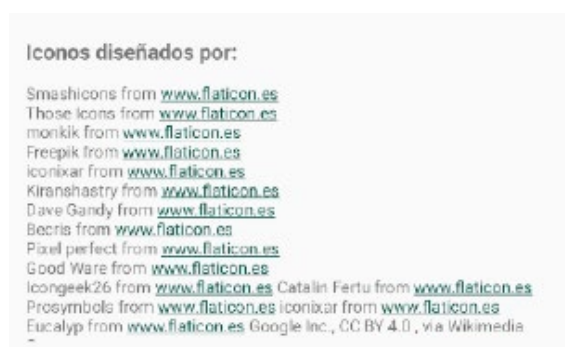 Iconos diseñados por:
Smashicons from www.flaticon.es
Those Icons from www.flaticon.es
monkik from www.flaticon.es
Freepik from www.flaticon.es
iconixar from www.flaticon.es
Kiranshastry from www.flaticon.es
Dave Gandy from www.flaticon.es
Becris from www.flaticon.es
Pixel perfect from www.flaticon.es
Good Ware from www.flaticon.es
Icongeek26 from www.flaticon.es Catalin Fertu from www.flaticon.es
Prosymbols from www.flaticon.es iconixar from www.flaticon.es
Eucalyp from www.flaticon.es Google Inc., CC BY 4.0 , via Wikimedia